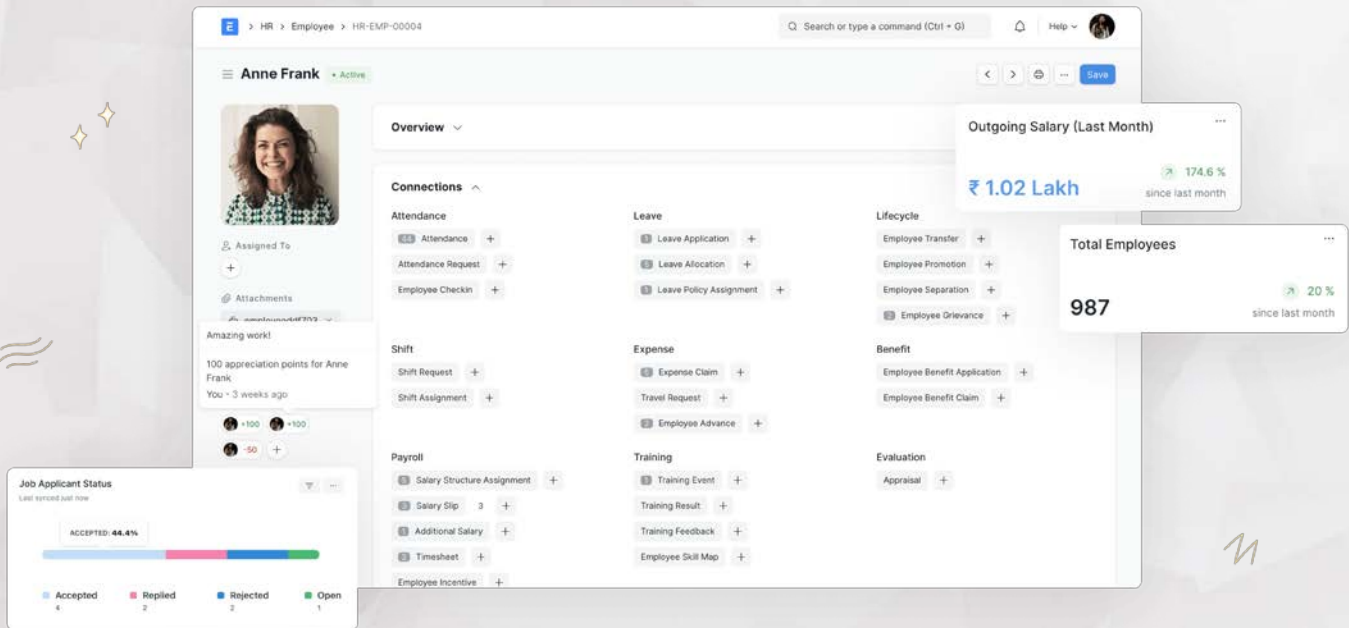 E > HR > Employee > HR-EMP-00004
Search or type a command (Ctrl + G)
Help
Anne Frank • Active
Save
Overview
Connections
Attendance
44 Attendance +
Attendance Request +
Employee Checkin +
Leave
Leave Application +
Leave Allocation +
Leave Policy Assignment +
Lifecycle
Employee Transfer +
Employee Promotion +
Employee Separation +
Employee Grievance +
Shift
Shift Request +
Shift Assignment +
Expense
Expense Claim +
Travel Request +
2 Employee Advance +
Benefit
Employee Benefit Application +
Employee Benefit Claim +
Payroll
Salary Structure Assignment +
Salary Slip 3 +
1 Additional Salary +
Timesheet +
Employee Incentive +
Training
Training Event +
Training Result +
Training Feedback +
Employee Skill Map +
Evaluation
Appraisal +
Assigned To
+
Attachments
Amazing work!
100 appreciation points for Anne
Frank
You • 3 weeks ago
+100 +100
-50 +
Outgoing Salary (Last Month) ...
174.6 %
₹ 1.02 Lakh since last month
Total Employees ...
20 %
987 since last month
Job Applicant Status
Last synced just now
ACCEPTED: 44.4%
Accepted Replied Rejected Open
4 2 2 1